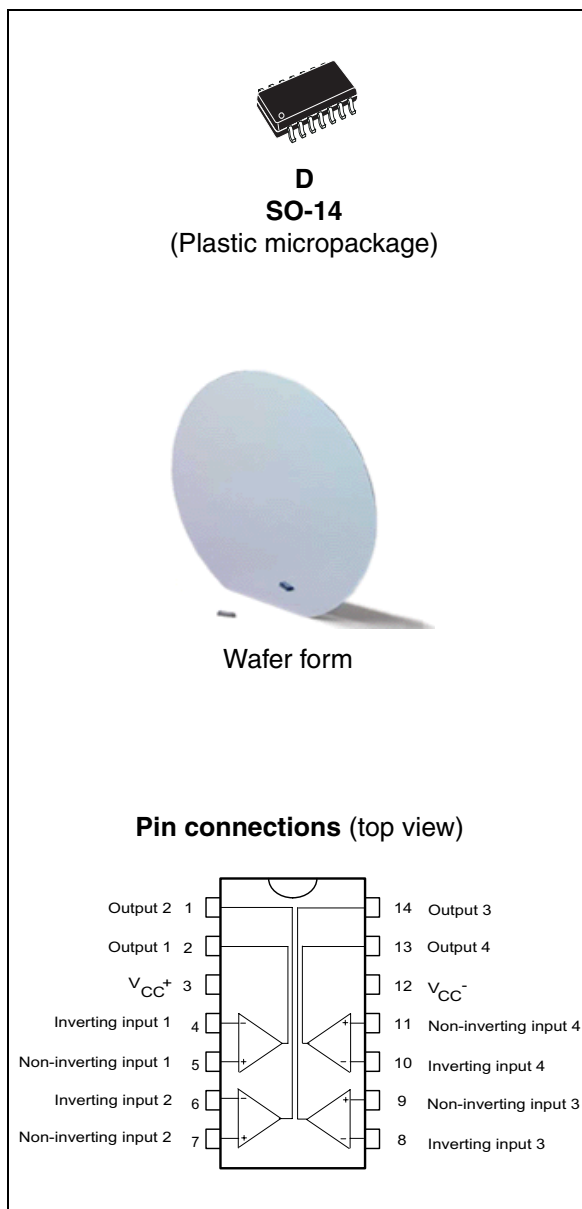 D
SO-14
(Plastic micropackage)
Wafer form
Pin connections (top view)
Output 2 1
14 Output 3
Output 1 2
13 Output 4
VCC+ 3
12 VCC-
Inverting input 1 4
- +
11 Non-inverting input 4
Non-inverting input 1 5
+ -
10 Inverting input 4
Inverting input 2 6
- +
9 Non-inverting input 3
Non-inverting input 2 7
+ -
8 Inverting input 3